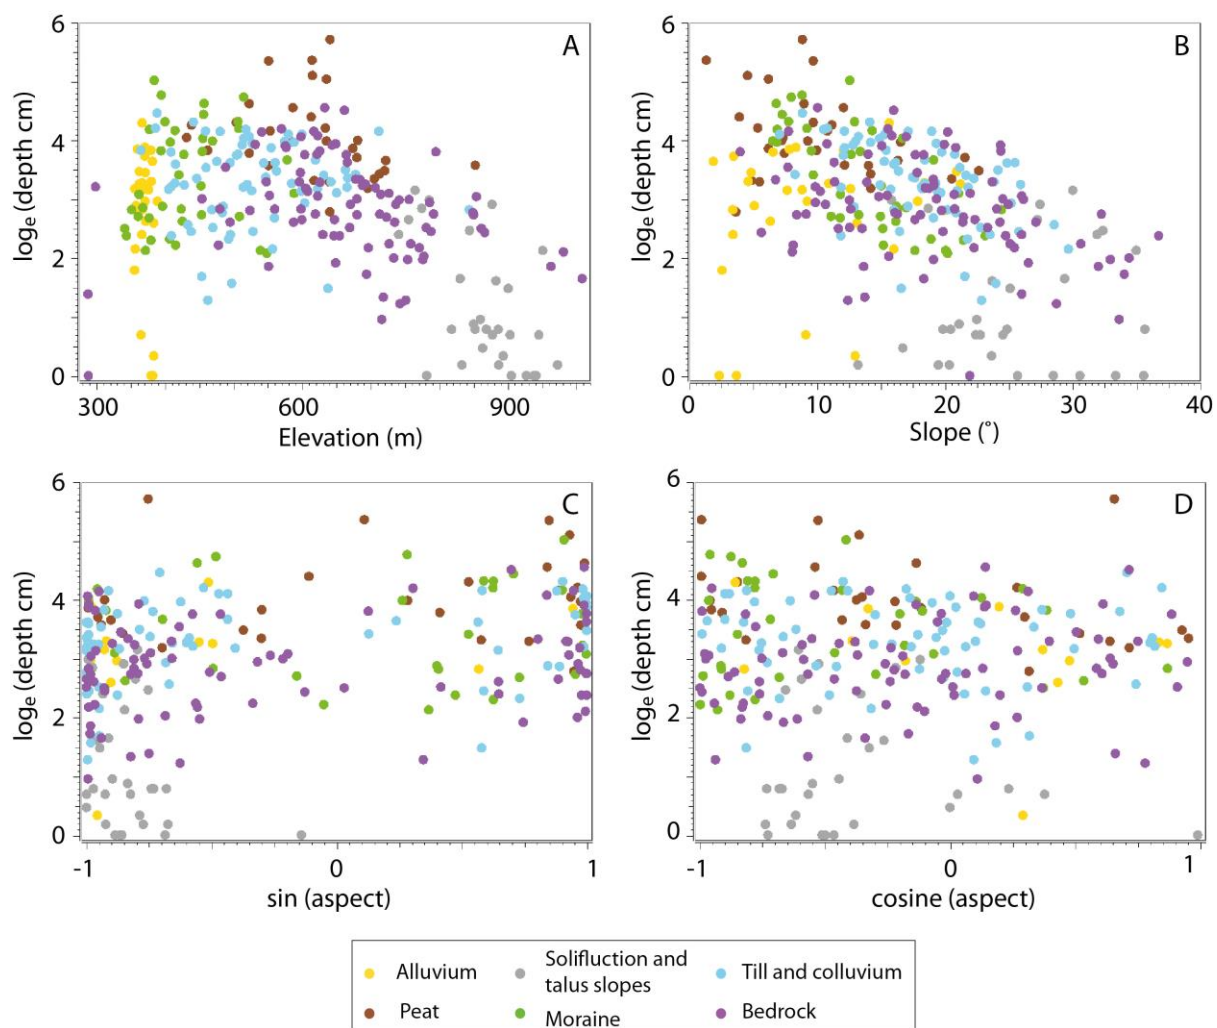 6
4
2
0
loge (depth cm)
A
300
600
900
Elevation (m)
6
4
2
0
loge (depth cm)
B
0
10
20
30
40
Slope (˚)
6
4
2
0
loge (depth cm)
C
-1
0
1
sin (aspect)
6
4
2
0
loge (depth cm)
D
-1
0
1
cosine (aspect)
Alluvium
Solifluction and
talus slopes
Till and colluvium
Peat
Moraine
Bedrock